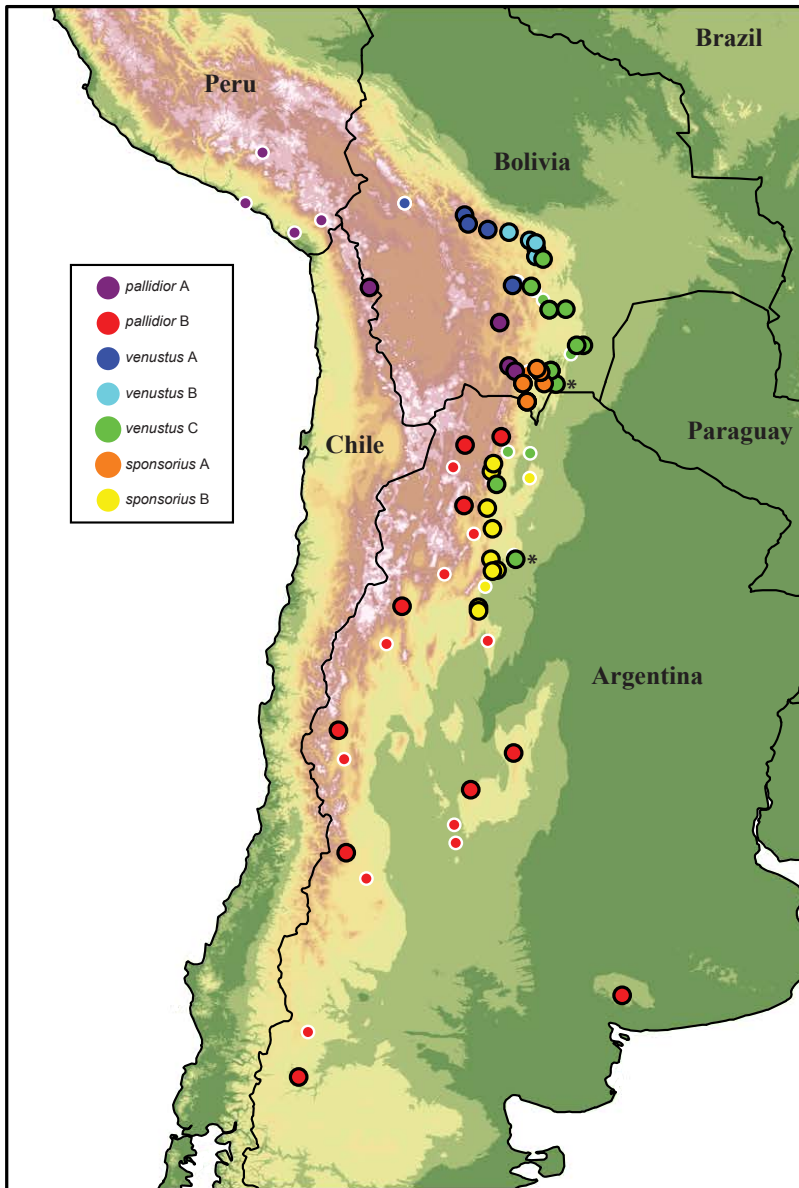 Brazil
Peru
Bolivia
pallidior A
pallidior B
venustus A
venustus B
venustus C
sponsorius A
sponsorius B
*
Chile
Paraguay
*
Argentina